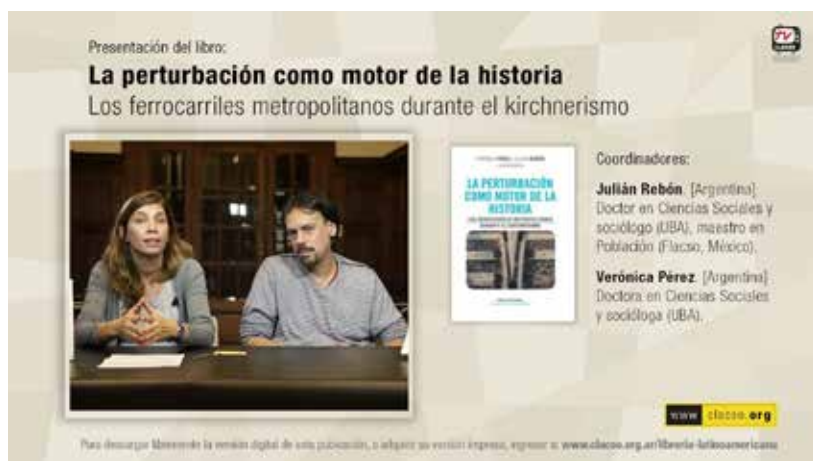 TV
Presentación del libro:
La perturbación como motor de la historia
Los ferrocarriles metropolitanos durante el kirchnerismo
LA PERTURBACIÓN
COMO MOTOR DE LA
HISTORIA
Coordinadores:
Julián Rebón. [Argentina]
Doctor en Ciencias Sociales y
sociólogo (UBA), maestro en
Población (Flacso, México).
Verónica Pérez. [Argentina]
Doctora en Ciencias Sociales
y socióloga (UBA).
www clacso.org
Para descargar libremente la versión digital de esta publicación, o adquirir su versión impresa, ingresar a: www.clacso.org.ar/libreria-latinoamericana